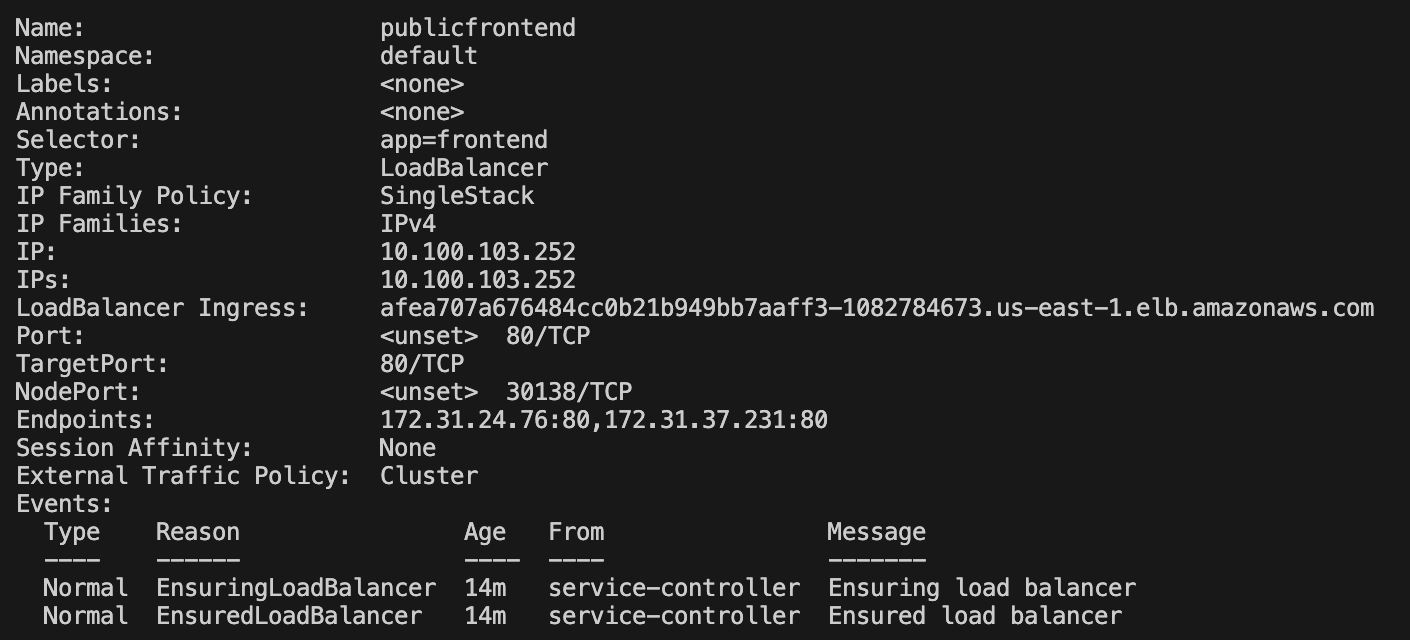 Name: publicfrontend
Namespace: default
Labels: <none>
Annotations: <none>
Selector: app=frontend
Type: LoadBalancer
IP Family Policy: SingleStack
IP Families: IPv4
IP: 10.100.103.252
IPs: 10.100.103.252
LoadBalancer Ingress: afea707a676484cc0b21b949bb7aaff3-1082784673.us-east-1.elb.amazonaws.com
Port: <unset> 80/TCP
TargetPort: 80/TCP
NodePort: <unset> 30138/TCP
Endpoints: 172.31.24.76:80,172.31.37.231:80
Session Affinity: None
External Traffic Policy: Cluster
Events:
Type Reason Age From Message
---- ------ ---- ---- -------
Normal EnsuringLoadBalancer 14m service-controller Ensuring load balancer
Normal EnsuredLoadBalancer 14m service-controller Ensured load balancer